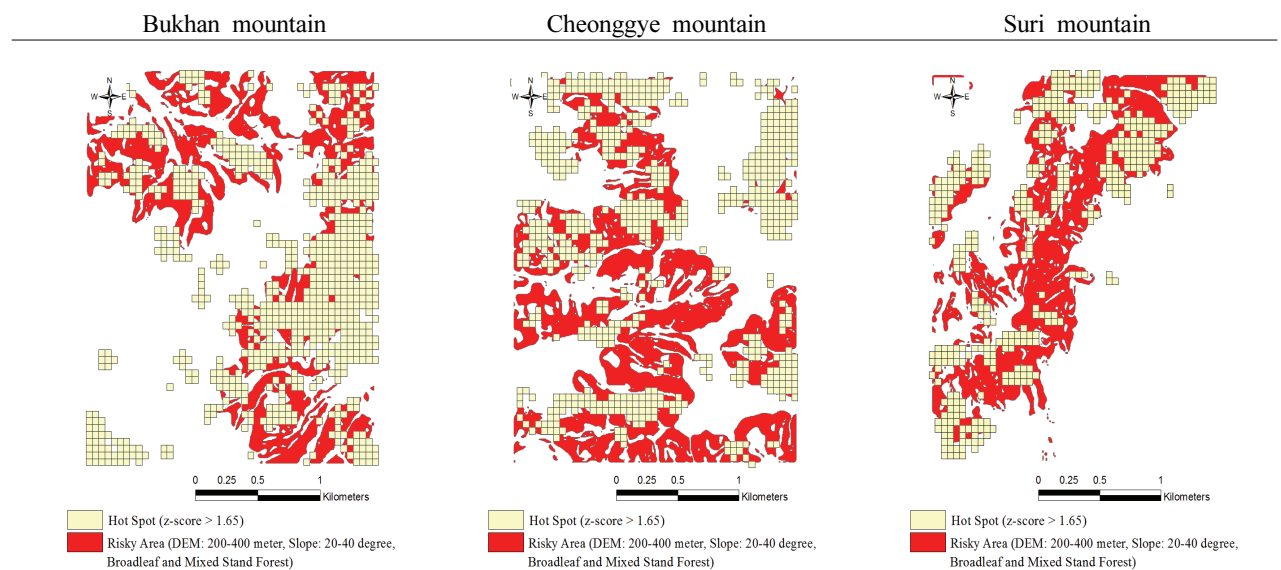 Bukhan mountain
Cheonggye mountain
Suri mountain
N
W E
S
N
W E
S
N
W E
S
0 0.25 0.5 1
Kilometers
0 0.25 0.5 1
Kilometers
0 0.25 0.5 1
Kilometers
Hot Spot (z-score > 1.65)
Risky Area (DEM: 200-400 meter, Slope: 20-40 degree,
Broadleaf and Mixed Stand Forest)
Hot Spot (z-score > 1.65)
Risky Area (DEM: 200-400 meter, Slope: 20-40 degree,
Broadleaf and Mixed Stand Forest)
Hot Spot (z-score > 1.65)
Risky Area (DEM: 200-400 meter, Slope: 20-40 degree,
Broadleaf and Mixed Stand Forest)